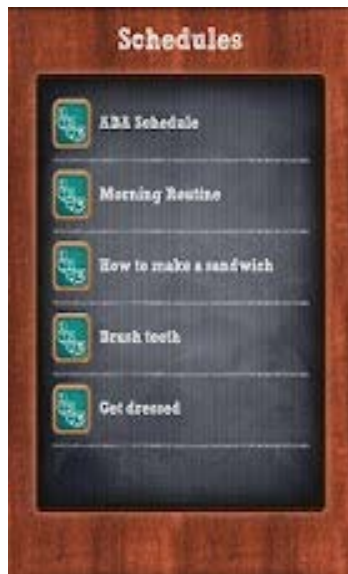 Schedules
ABA Schedule
Morning Routine
How to make a sandwich
Brush teeth
Get dressed